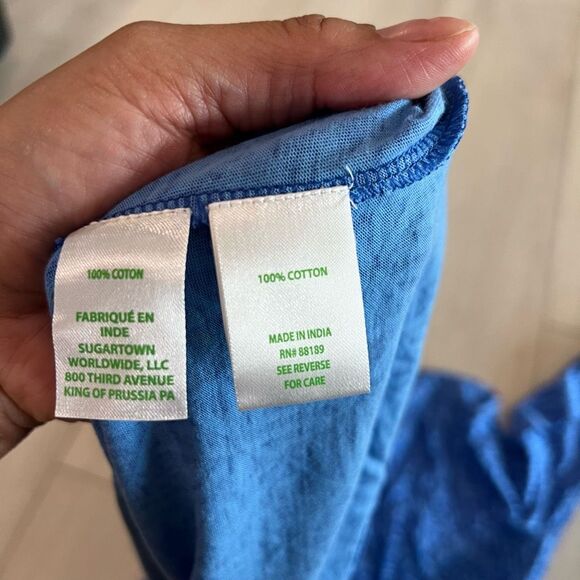 100% COTON
FABRIQUÉ EN
INDE
SUGARTOWN
WORLDWIDE, LLC
800 THIRD AVENUE
KING OF PRUSSIA PA
100% COTTON
MADE IN INDIA
RN# 88189
SEE REVERSE
FOR CARE